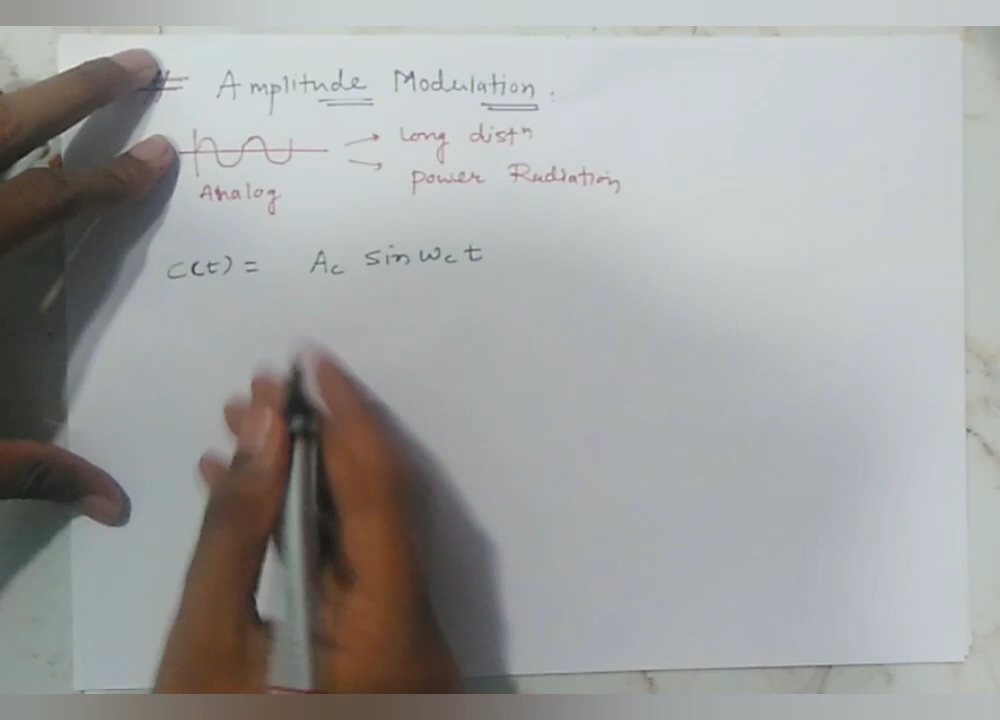 # Amplitude Modulation.
Long distn
Power Radiation
Analog
C(t) = Ac sin wct